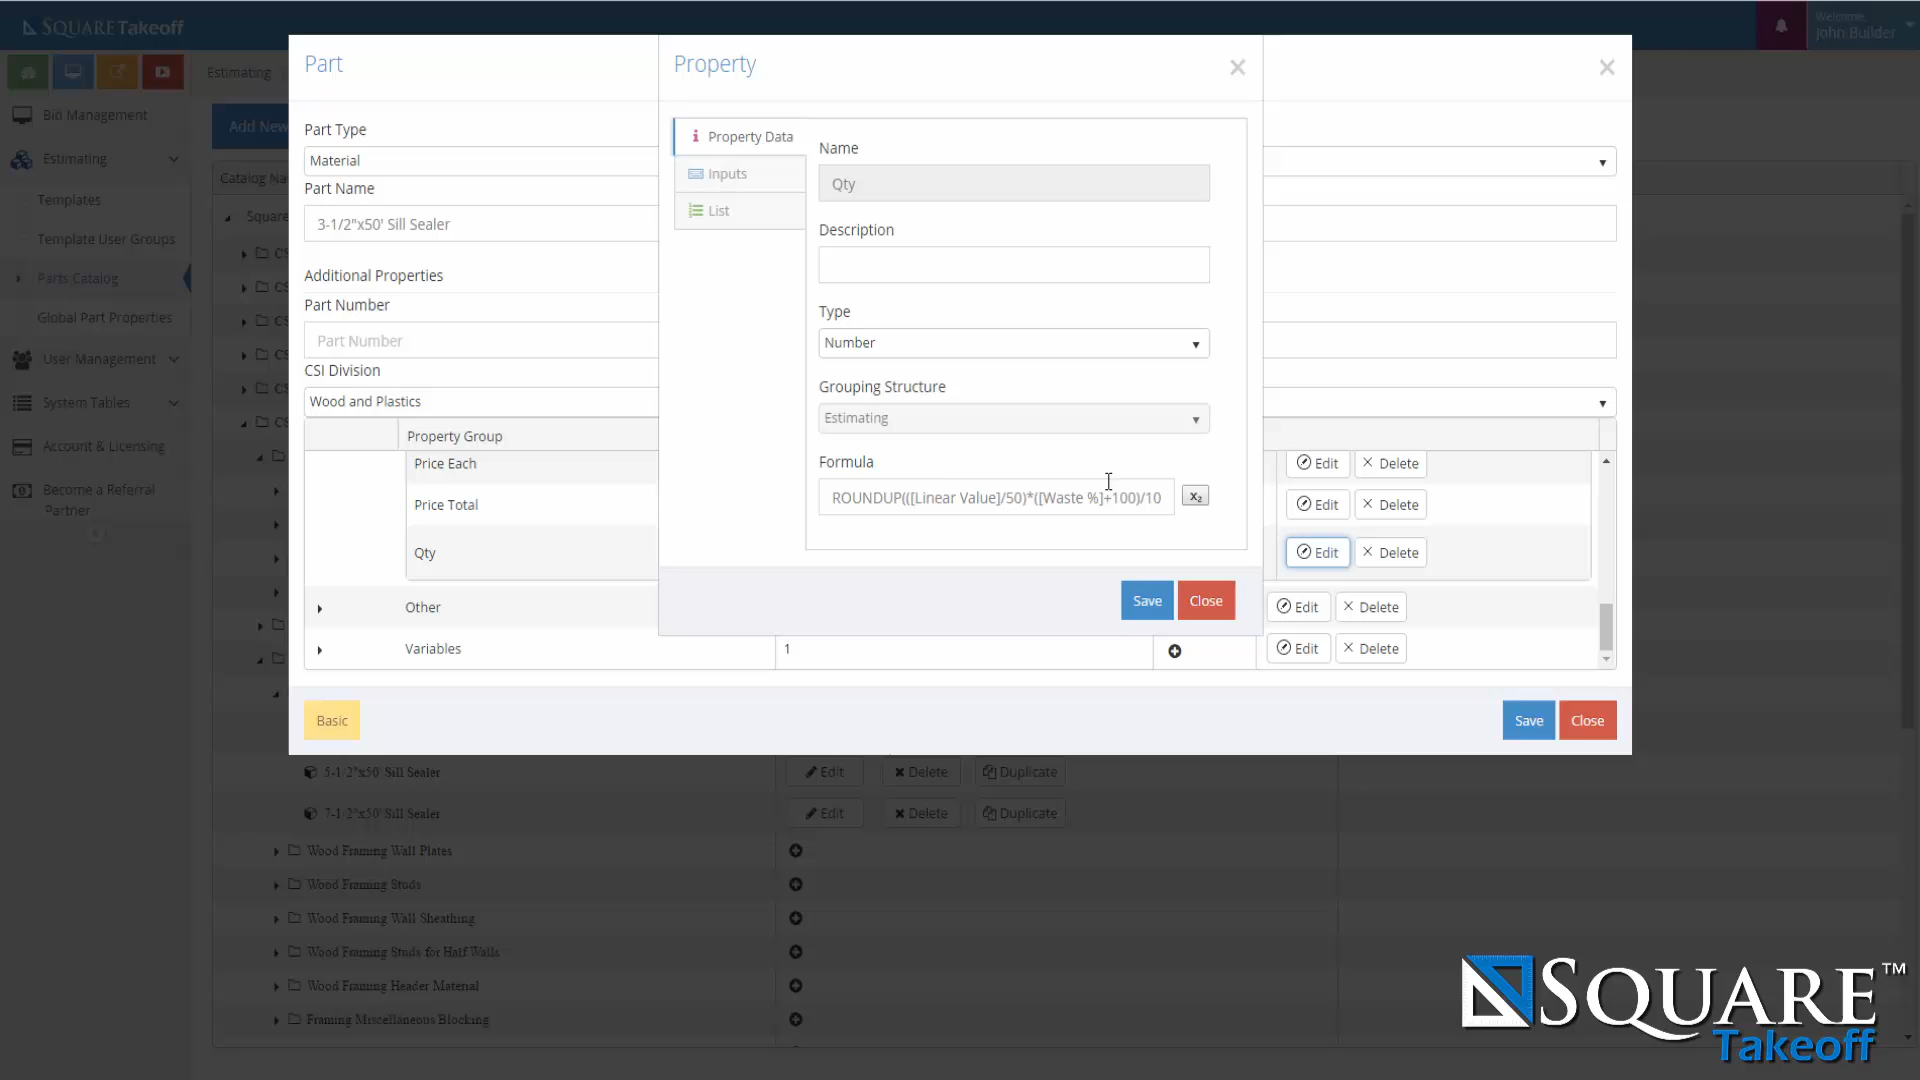 SQUARETakeoff
Welcome,
John Builder
Estimating
Bid Management
Estimating
Templates
Template User Groups
Parts Catalog
Global Part Properties
User Management
System Tables
Account & Licensing
Become a Referral
Partner
Add New
Catalog Na
Square
Part
Part Type
Material
Part Name
3-1/2"x50' Sill Sealer
Additional Properties
Part Number
Part Number
CSI Division
Wood and Plastics
Property Group
Price Each
Edit Delete
Price Total
Edit Delete
Qty
Edit Delete
Other
Edit Delete
Variables 1
Edit Delete
Basic
Save Close
Property
Property Data
Inputs
List
Name
Qty
Description
Type
Number
Grouping Structure
Estimating
Formula
ROUNDUP(([Linear Value]/50)*([Waste %]+100)/10
X₂
Save Close
5-1/2"x50' Sill Sealer Edit Delete Duplicate
7-1/2"x50' Sill Sealer Edit Delete Duplicate
Wood Framing Wall Plates
Wood Framing Studs
Wood Framing Wall Sheathing
Wood Framing Studs for Half Walls
Wood Framing Header Material
Framing Miscellaneous Blocking
SQUARE™
Takeoff